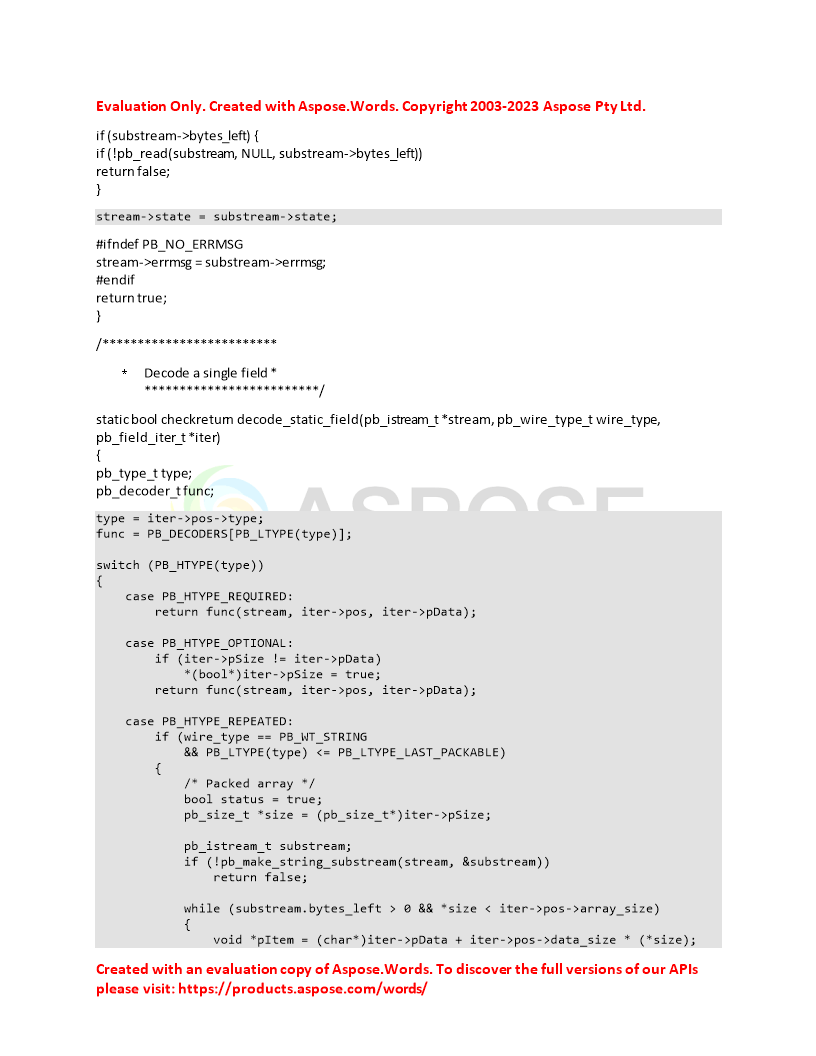 Evaluation Only. Created with Aspose.Words. Copyright 2003-2023 Aspose Pty Ltd.
if (substream->bytes_left) {
if (!pb_read(substream, NULL, substream->bytes_left))
return false;
}
stream->state = substream->state;
#ifndef PB_NO_ERRMSG
stream->errmsg = substream->errmsg;
#endif
return true;
}
/*************************
* Decode a single field *
*************************/
static bool checkreturn decode_static_field(pb_istream_t *stream, pb_wire_type_t wire_type,
pb_field_iter_t *iter)
{
pb_type_t type;
pb_decoder_t func;
ASPOSE
type = iter->pos->type;
func = PB_DECODERS[PB_LTYPE(type)];
switch (PB_HTYPE(type))
{
    case PB_HTYPE_REQUIRED:
        return func(stream, iter->pos, iter->pData);
    case PB_HTYPE_OPTIONAL:
        if (iter->pSize != iter->pData)
            *(bool*)iter->pSize = true;
        return func(stream, iter->pos, iter->pData);
    case PB_HTYPE_REPEATED:
        if (wire_type == PB_WT_STRING
            && PB_LTYPE(type) <= PB_LTYPE_LAST_PACKABLE)
        {
            /* Packed array */
            bool status = true;
            pb_size_t *size = (pb_size_t*)iter->pSize;
            pb_istream_t substream;
            if (!pb_make_string_substream(stream, &substream))
                return false;
            while (substream.bytes_left > 0 && *size < iter->pos->array_size)
            {
                void *pItem = (char*)iter->pData + iter->pos->data_size * (*size);
Created with an evaluation copy of Aspose.Words. To discover the full versions of our APIs
please visit: https://products.aspose.com/words/